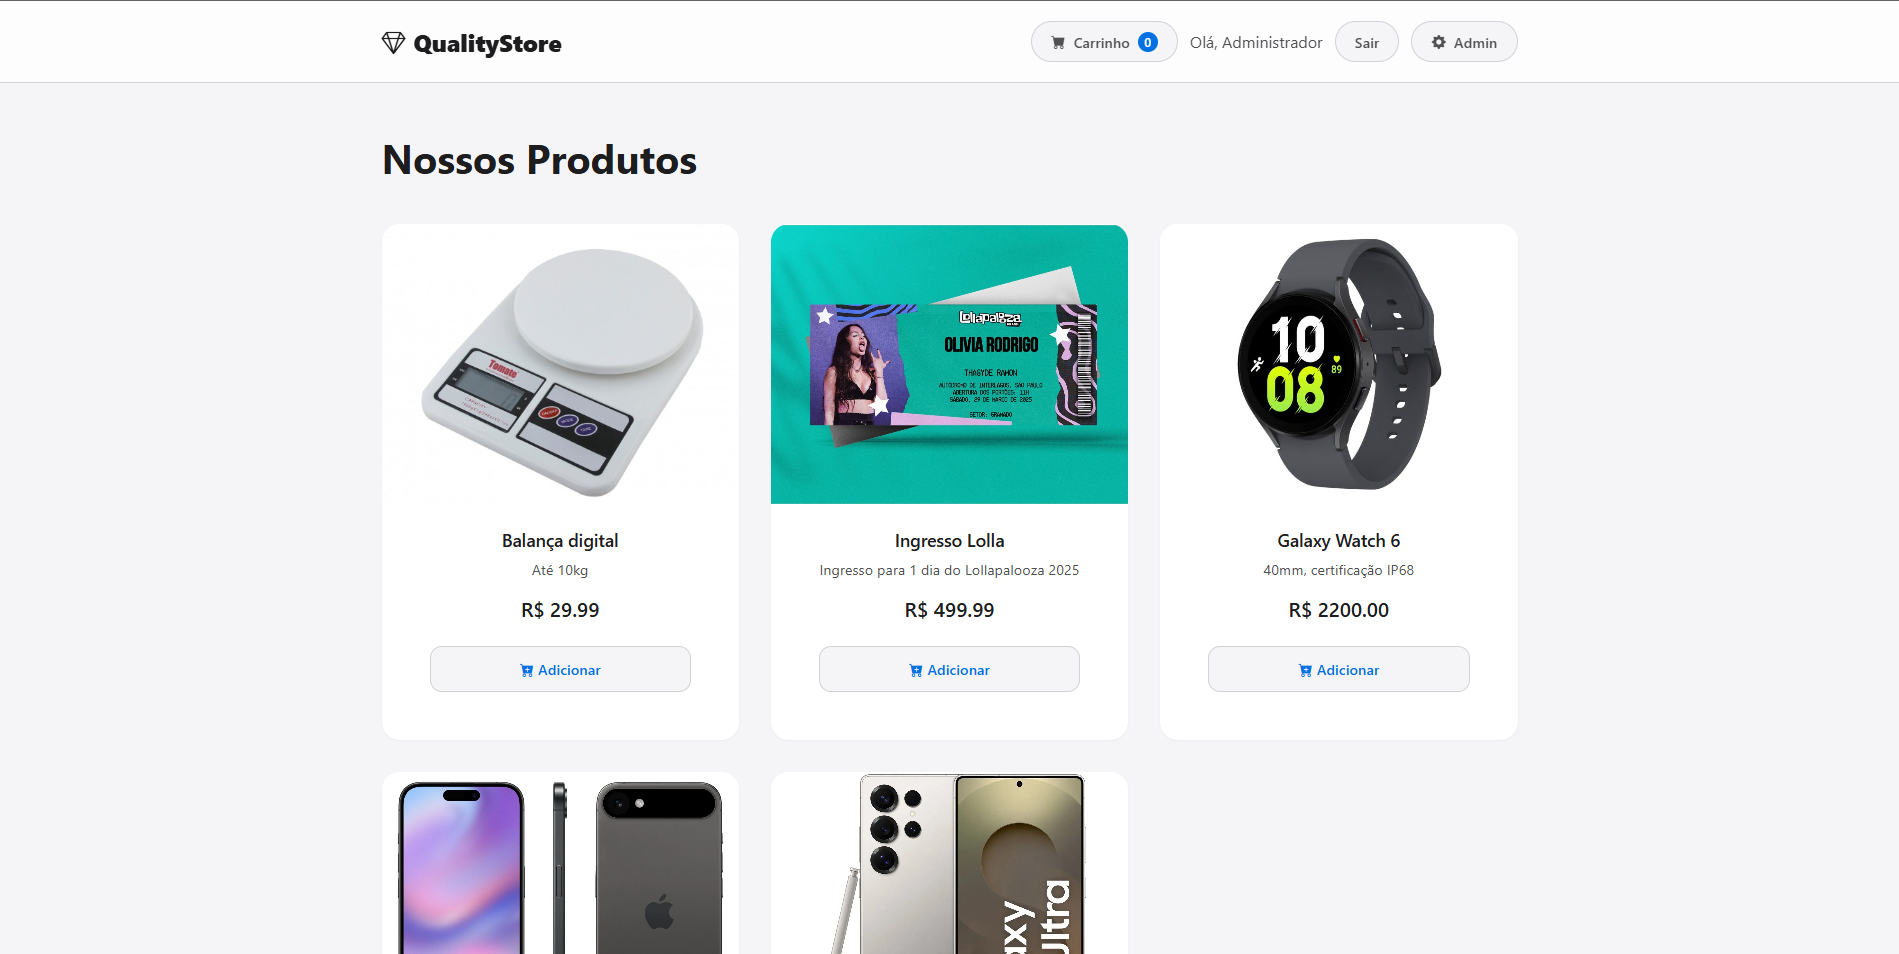 QualityStore
Carrinho 0
Olá, Administrador
Sair
Admin
Nossos Produtos
Tomate
Lollapalooza
OLIVIA RODRIGO
THAGYDE RAMON
AUTÓDROMO DE INTERLAGOS, SÃO PAULO
ABERTURA DOS PORTÕES: 11H
SÁBADO, 29 DE MARÇO DE 2025
SETOR: GRAMADO
10
08
89
Balança digital
Até 10kg
R$ 29.99
Adicionar
Ingresso Lolla
Ingresso para 1 dia do Lollapalooza 2025
R$ 499.99
Adicionar
Galaxy Watch 6
40mm, certificação IP68
R$ 2200.00
Adicionar
axy
Ultra